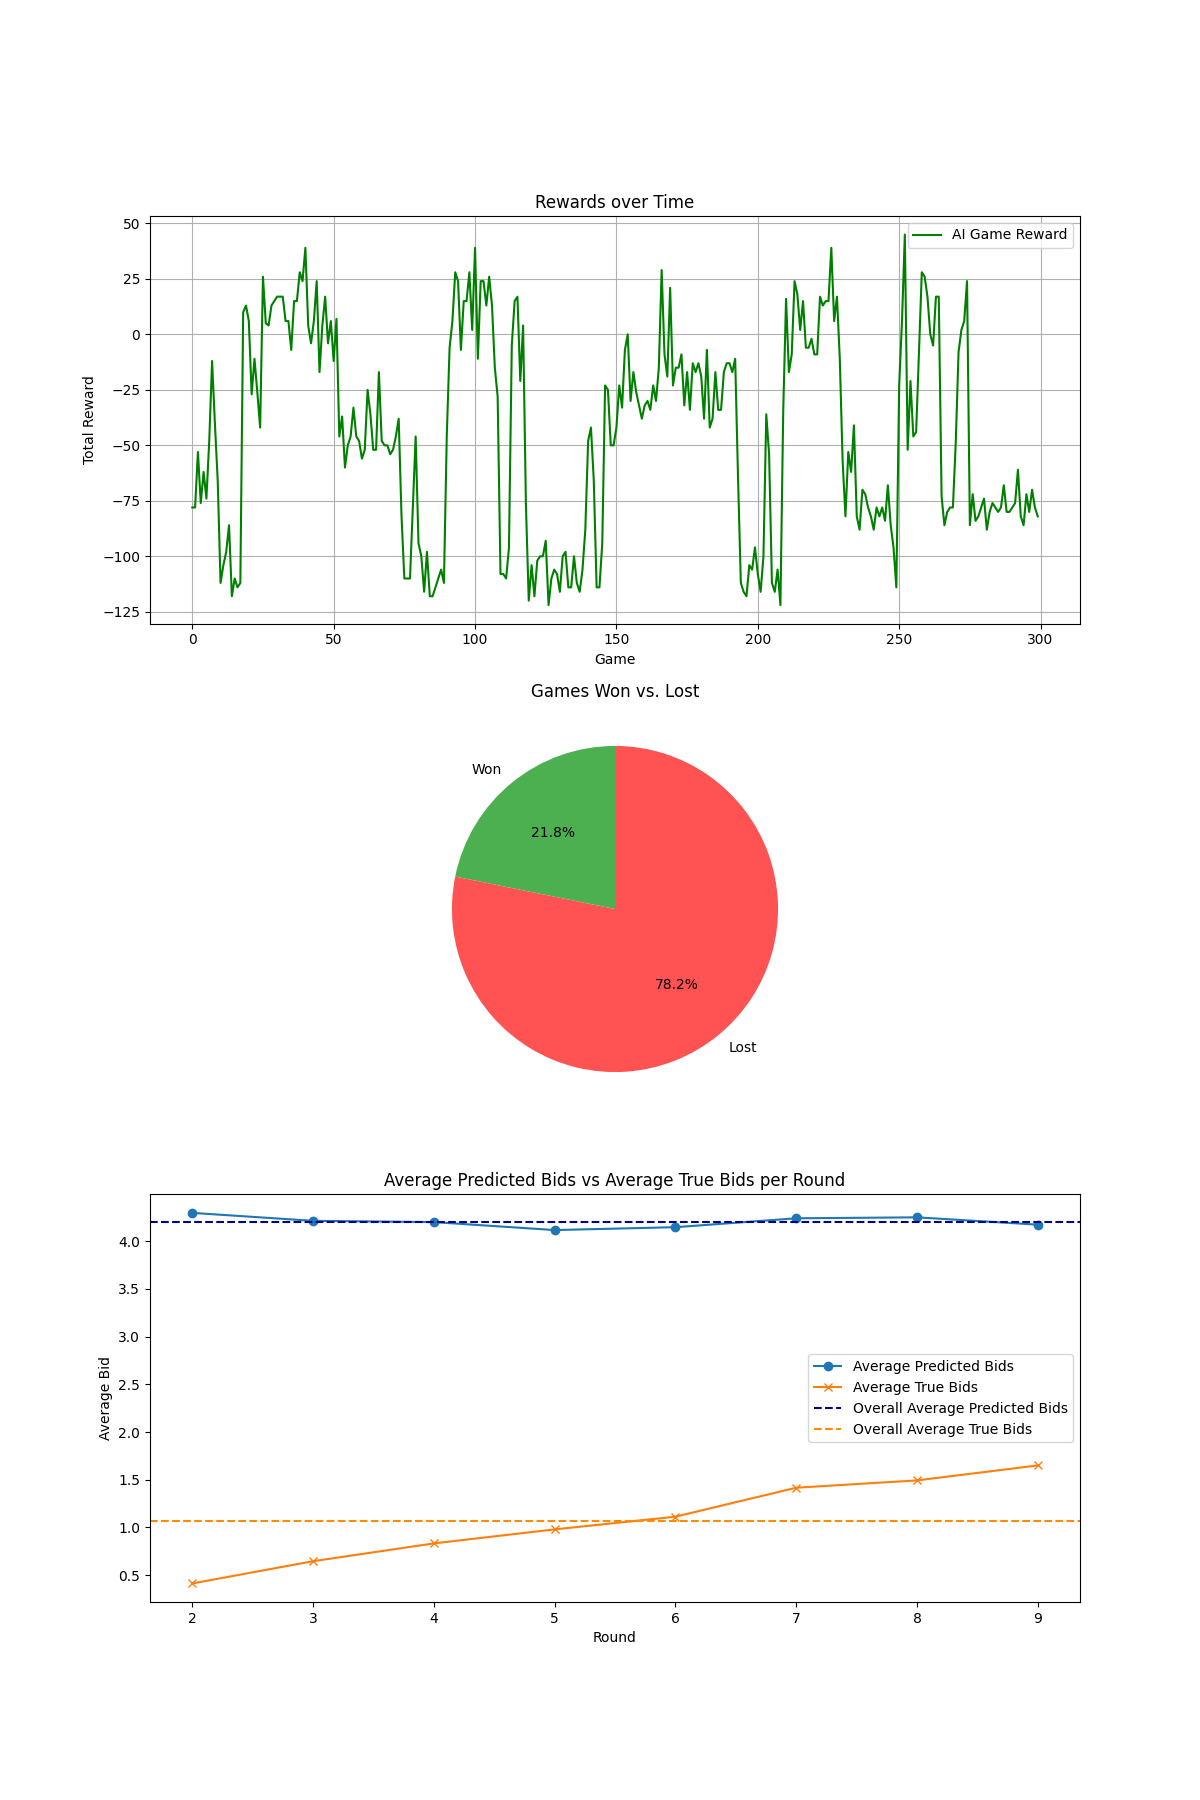 Rewards over Time
50
25
0
−25
−50
−75
−100
−125
Total Reward
AI Game Reward
0 50 100 150 200 250 300
Game
Games Won vs. Lost
Won
21.8%
78.2%
Lost
Average Predicted Bids vs Average True Bids per Round
4.0
3.5
3.0
2.5
2.0
1.5
1.0
0.5
Average Bid
Average Predicted Bids
Average True Bids
Overall Average Predicted Bids
Overall Average True Bids
2 3 4 5 6 7 8 9
Round